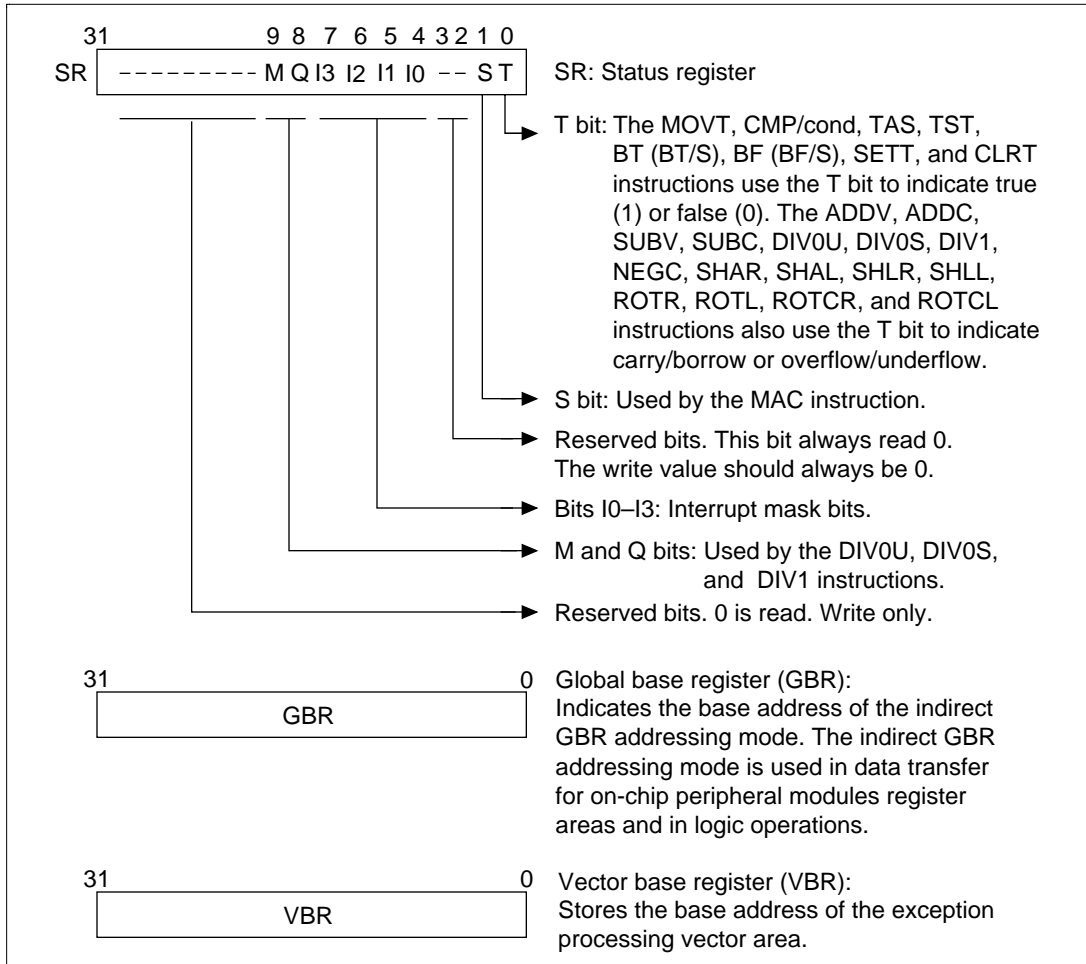 31 9 8 7 6 5 4 3 2 1 0
SR --------- M Q I3 I2 I1 I0 -- S T SR: Status register
T bit: The MOVT, CMP/cond, TAS, TST,
BT (BT/S), BF (BF/S), SETT, and CLRT
instructions use the T bit to indicate true
(1) or false (0). The ADDV, ADDC,
SUBV, SUBC, DIV0U, DIV0S, DIV1,
NEGC, SHAR, SHAL, SHLR, SHLL,
ROTR, ROTL, ROTCR, and ROTCL
instructions also use the T bit to indicate
carry/borrow or overflow/underflow.
S bit: Used by the MAC instruction.
Reserved bits. This bit always read 0.
The write value should always be 0.
Bits I0–I3: Interrupt mask bits.
M and Q bits: Used by the DIV0U, DIV0S,
and DIV1 instructions.
Reserved bits. 0 is read. Write only.
31 0 Global base register (GBR):
GBR Indicates the base address of the indirect
GBR addressing mode. The indirect GBR
addressing mode is used in data transfer
for on-chip peripheral modules register
areas and in logic operations.
31 0 Vector base register (VBR):
VBR Stores the base address of the exception
processing vector area.